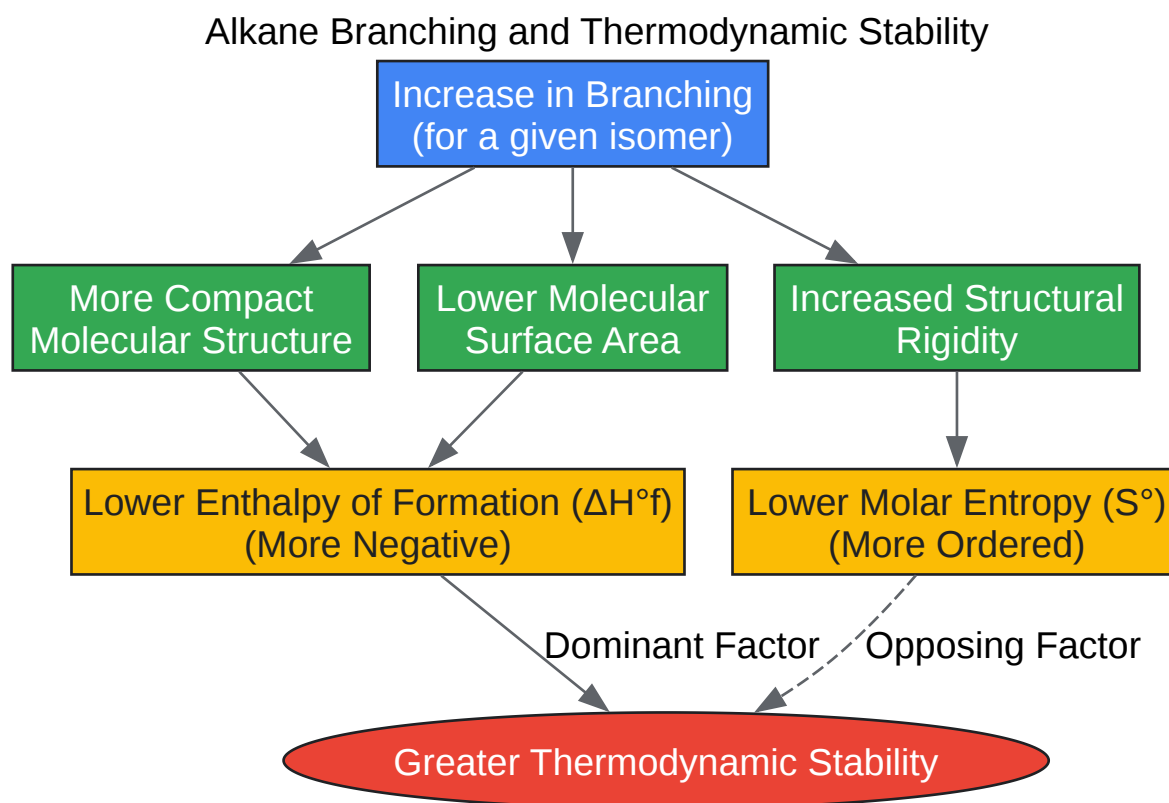 Alkane Branching and Thermodynamic Stability
Increase in Branching
(for a given isomer)
More Compact
Molecular Structure
Lower Molecular
Surface Area
Increased Structural
Rigidity
Lower Enthalpy of Formation (ΔH°f)
(More Negative)
Lower Molar Entropy (S°)
(More Ordered)
Dominant Factor
Opposing Factor
Greater Thermodynamic Stability